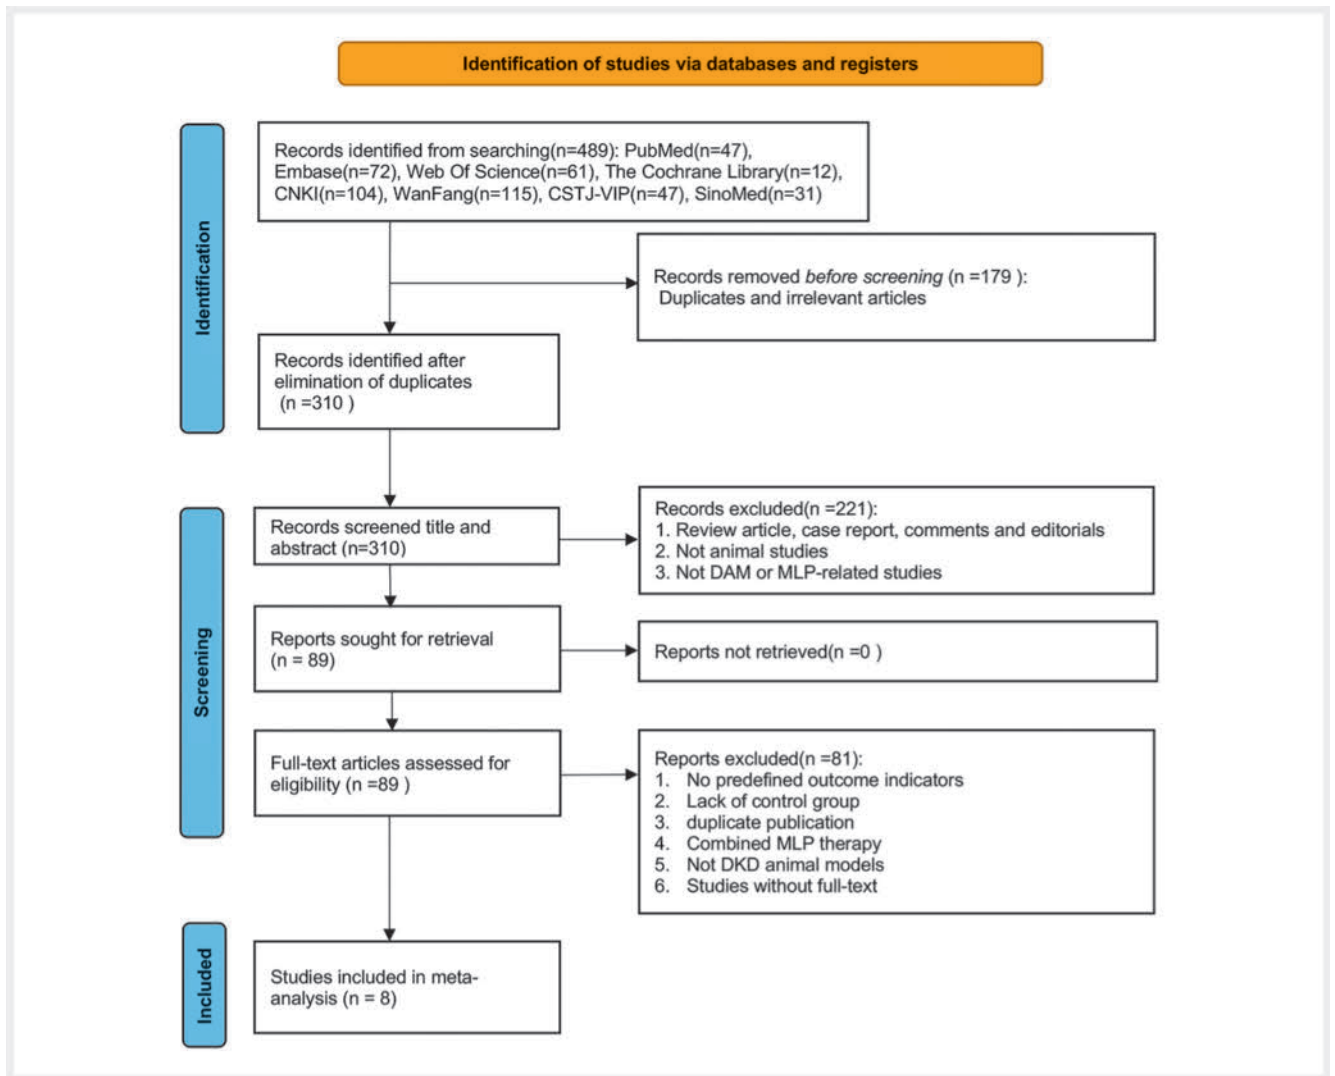 Identification of studies via databases and registers
Identification
Records identified from searching(n=489): PubMed(n=47),
Embase(n=72), Web Of Science(n=61), The Cochrane Library(n=12),
CNKI(n=104), WanFang(n=115), CSTJ-VIP(n=47), SinoMed(n=31)
Records removed before screening (n =179 ):
Duplicates and irrelevant articles
Records identified after
elimination of duplicates
(n =310 )
Screening
Records screened title and
abstract (n=310)
Records excluded(n =221):
1. Review article, case report, comments and editorials
2. Not animal studies
3. Not DAM or MLP-related studies
Reports sought for retrieval
(n = 89)
Reports not retrieved(n =0 )
Full-text articles assessed for
eligibility (n =89 )
Reports excluded(n =81):
1. No predefined outcome indicators
2. Lack of control group
3. duplicate publication
4. Combined MLP therapy
5. Not DKD animal models
6. Studies without full-text
Included
Studies included in meta-
analysis (n = 8)